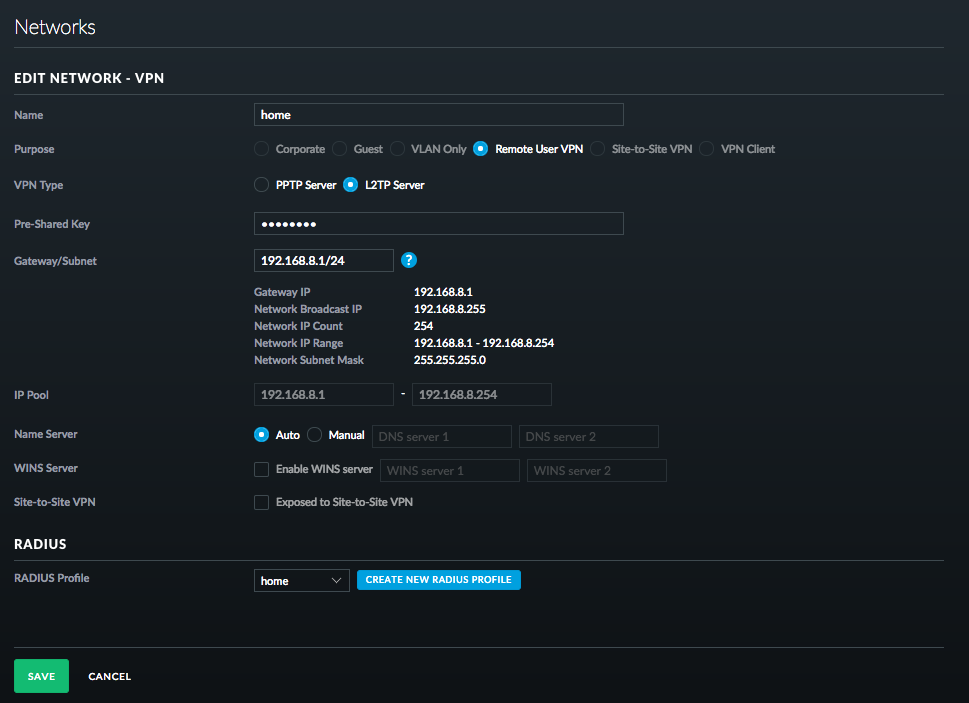 Networks
EDIT NETWORK - VPN
Name home
Purpose Corporate Guest VLAN Only Remote User VPN Site-to-Site VPN VPN Client
VPN Type PPTP Server L2TP Server
Pre-Shared Key ••••••••
Gateway/Subnet 192.168.8.1/24 ?
Gateway IP 192.168.8.1
Network Broadcast IP 192.168.8.255
Network IP Count 254
Network IP Range 192.168.8.1 - 192.168.8.254
Network Subnet Mask 255.255.255.0
IP Pool 192.168.8.1 - 192.168.8.254
Name Server Auto Manual DNS server 1 DNS server 2
WINS Server Enable WINS server WINS server 1 WINS server 2
Site-to-Site VPN Exposed to Site-to-Site VPN
RADIUS
RADIUS Profile home CREATE NEW RADIUS PROFILE
SAVE CANCEL